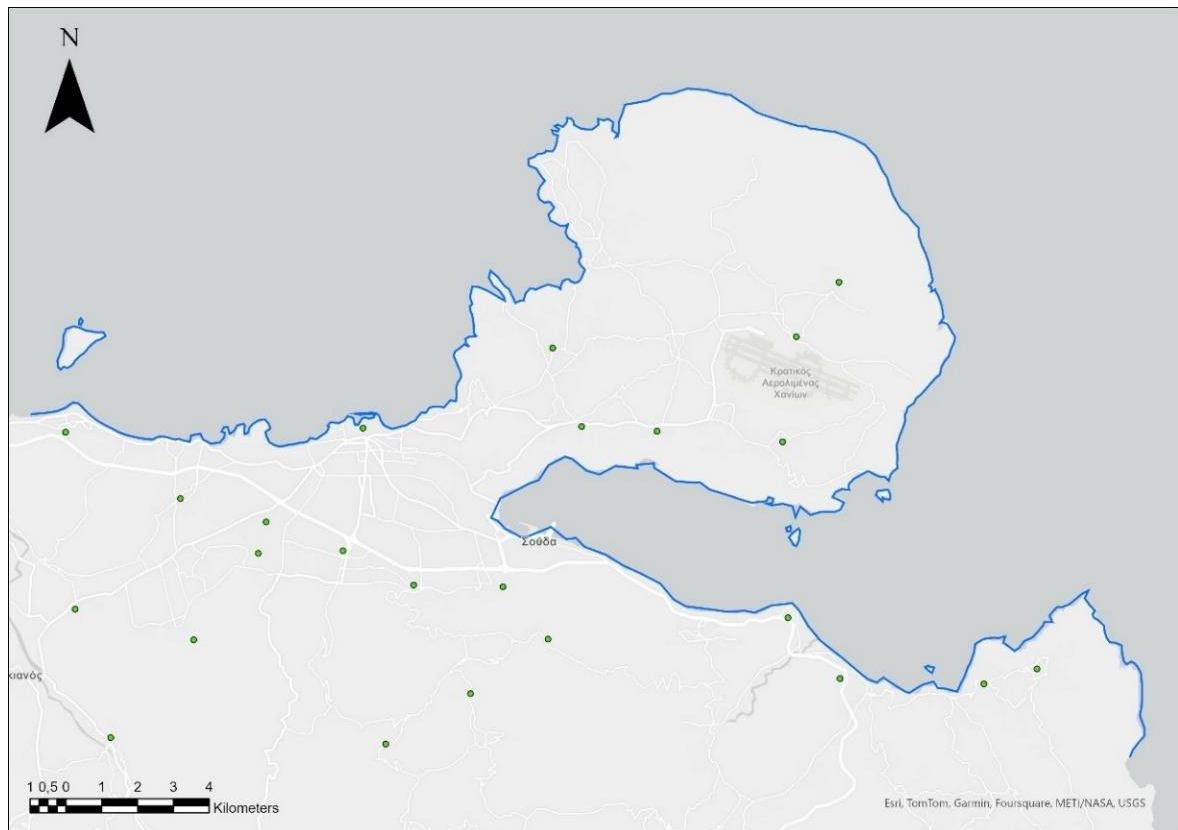 N
Κρατικός
Αερολιμένας
Χανίων
Σούδα
κιανός
1 0,5 0 1 2 3 4
Kilometers
Esri, TomTom, Garmin, Foursquare, METI/NASA, USGS